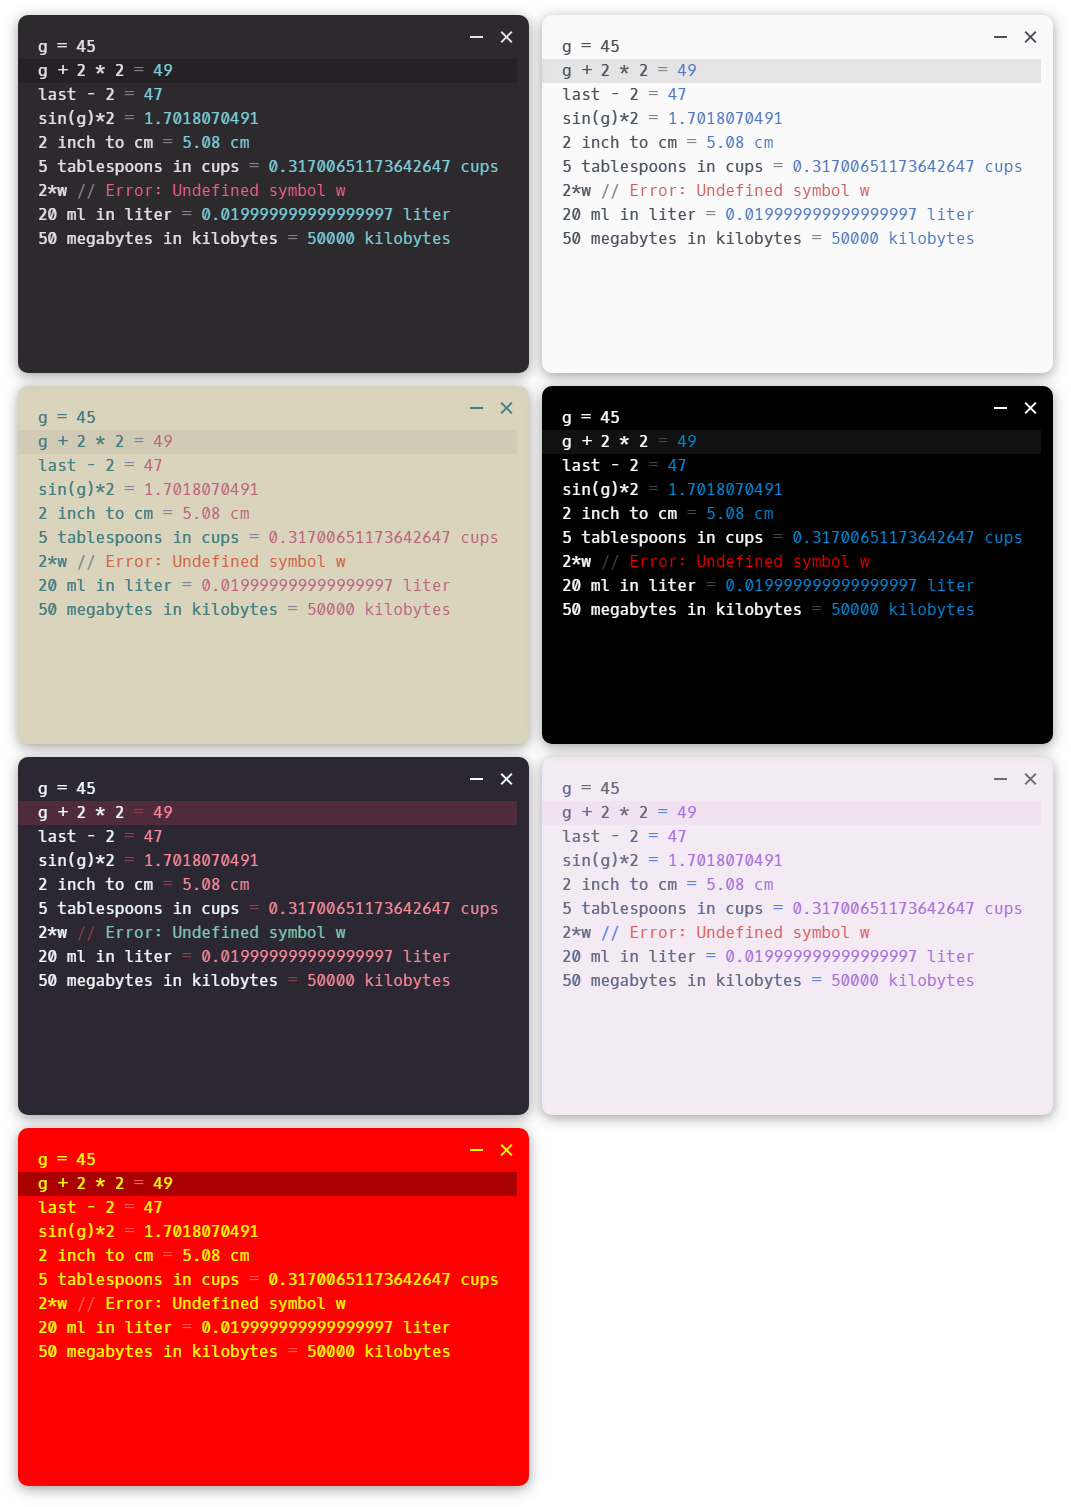 g = 45
g + 2 * 2 = 49
last - 2 = 47
sin(g)*2 = 1.7018070491
2 inch to cm = 5.08 cm
5 tablespoons in cups = 0.31700651173642647 cups
2*w // Error: Undefined symbol w
20 ml in liter = 0.019999999999999997 liter
50 megabytes in kilobytes = 50000 kilobytes
g = 45
g + 2 * 2 = 49
last - 2 = 47
sin(g)*2 = 1.7018070491
2 inch to cm = 5.08 cm
5 tablespoons in cups = 0.31700651173642647 cups
2*w // Error: Undefined symbol w
20 ml in liter = 0.019999999999999997 liter
50 megabytes in kilobytes = 50000 kilobytes
g = 45
g + 2 * 2 = 49
last - 2 = 47
sin(g)*2 = 1.7018070491
2 inch to cm = 5.08 cm
5 tablespoons in cups = 0.31700651173642647 cups
2*w // Error: Undefined symbol w
20 ml in liter = 0.019999999999999997 liter
50 megabytes in kilobytes = 50000 kilobytes
g = 45
g + 2 * 2 = 49
last - 2 = 47
sin(g)*2 = 1.7018070491
2 inch to cm = 5.08 cm
5 tablespoons in cups = 0.31700651173642647 cups
2*w // Error: Undefined symbol w
20 ml in liter = 0.019999999999999997 liter
50 megabytes in kilobytes = 50000 kilobytes
g = 45
g + 2 * 2 = 49
last - 2 = 47
sin(g)*2 = 1.7018070491
2 inch to cm = 5.08 cm
5 tablespoons in cups = 0.31700651173642647 cups
2*w // Error: Undefined symbol w
20 ml in liter = 0.019999999999999997 liter
50 megabytes in kilobytes = 50000 kilobytes
g = 45
g + 2 * 2 = 49
last - 2 = 47
sin(g)*2 = 1.7018070491
2 inch to cm = 5.08 cm
5 tablespoons in cups = 0.31700651173642647 cups
2*w // Error: Undefined symbol w
20 ml in liter = 0.019999999999999997 liter
50 megabytes in kilobytes = 50000 kilobytes
g = 45
g + 2 * 2 = 49
last - 2 = 47
sin(g)*2 = 1.7018070491
2 inch to cm = 5.08 cm
5 tablespoons in cups = 0.31700651173642647 cups
2*w // Error: Undefined symbol w
20 ml in liter = 0.019999999999999997 liter
50 megabytes in kilobytes = 50000 kilobytes